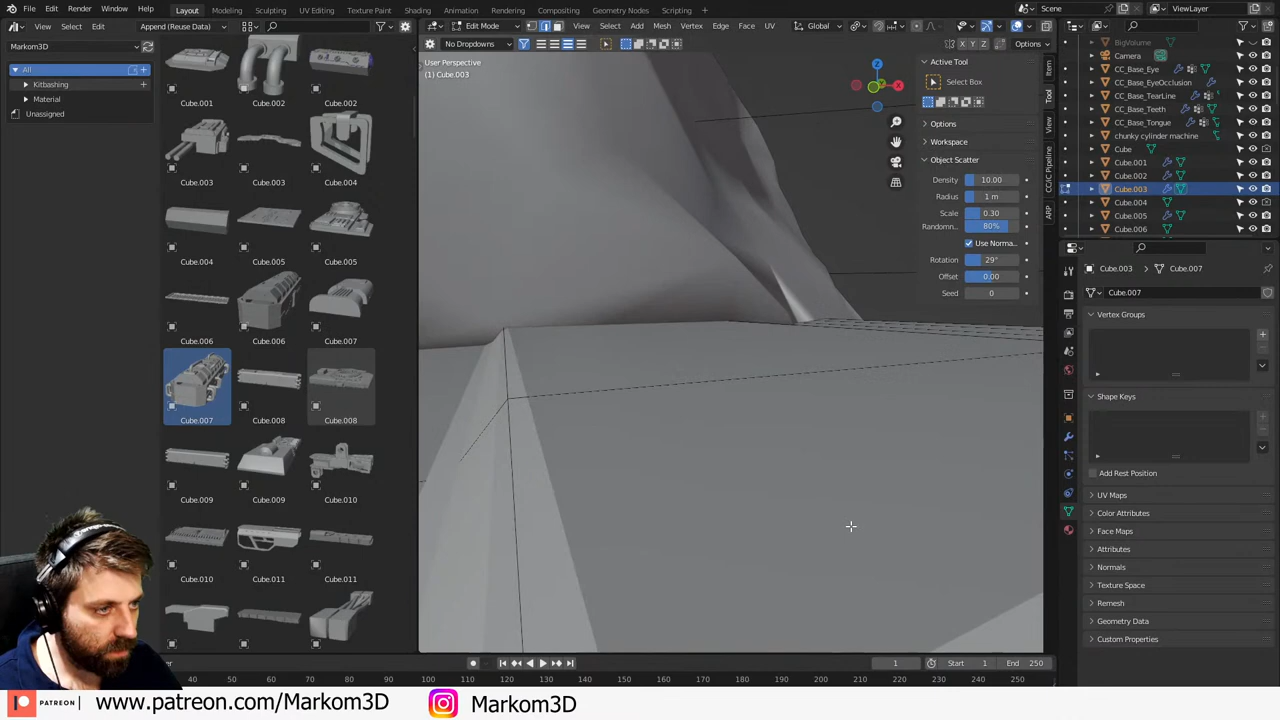 File Edit Render Window Help Layout Modeling Sculpting UV Editing Texture Paint Shading Animation Rendering Compositing Geometry Nodes Scripting Scene ViewLayer
View Select Edit Append (Reuse Data) Edit Mode View Select Add Mesh Vertex Edge Face UV Global
Markom3D No Dropdowns X Y Z Options
All
Kitbashing
Material
Unassigned
Cube.001 Cube.002 Cube.002
Cube.003 Cube.003 Cube.004
Cube.004 Cube.005 Cube.005
Cube.006 Cube.006 Cube.007
Cube.007 Cube.008 Cube.008
Cube.009 Cube.009 Cube.010
Cube.010 Cube.011 Cube.011
User Perspective
(1) Cube.003
Z
X
Active Tool
Select Box
Options
Workspace
Object Scatter
Density 10.00
Radius 1 m
Scale 0.30
Randomn.. 80%
Use Norma...
Rotation 29°
Offset 0.00
Seed 0
Item
Tool
View
CC/iC Pipeline
ARP
BigVolume
Camera
CC_Base_Eye
CC_Base_EyeOcclusion
CC_Base_TearLine
CC_Base_Teeth
CC_Base_Tongue
chunky cylinder machine
Cube
Cube.001
Cube.002
Cube.003
Cube.004
Cube.005
Cube.006
Cube.003 Cube.007
Cube.007
Vertex Groups
Shape Keys
Add Rest Position
UV Maps
Color Attributes
Face Maps
Attributes
Normals
Texture Space
Remesh
Geometry Data
Custom Properties
1 Start 1 End 250
40 50 60 70 80 90 100 110 120 130 140 150 160 170 180 190 200 210 220 230 240 250
PATREON www.patreon.com/Markom3D Markom3D